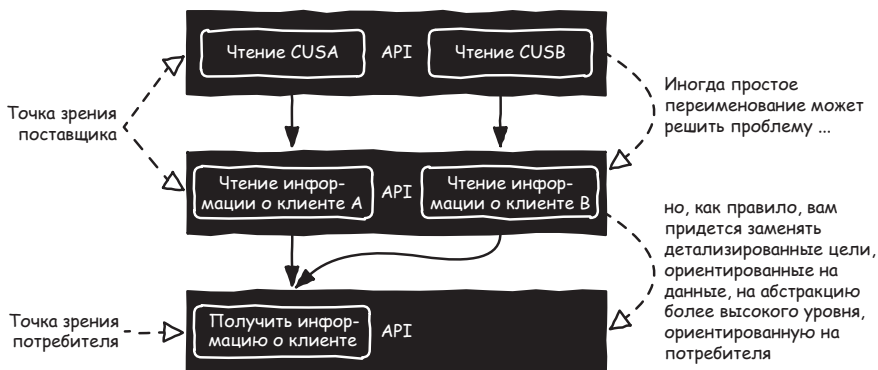 Чтение CUSA
API
Чтение CUSB
Иногда простое
переименование может
решить проблему ...
Точка зрения
поставщика
Чтение инфор-
мации о клиенте A
API
Чтение инфор-
мации о клиенте B
но, как правило, вам
придется заменять
детализированные цели,
ориентированные на
данные, на абстракцию
более высокого уровня,
ориентированную на
потребителя
Точка зрения
потребителя
Получить инфор-
мацию о клиенте
API